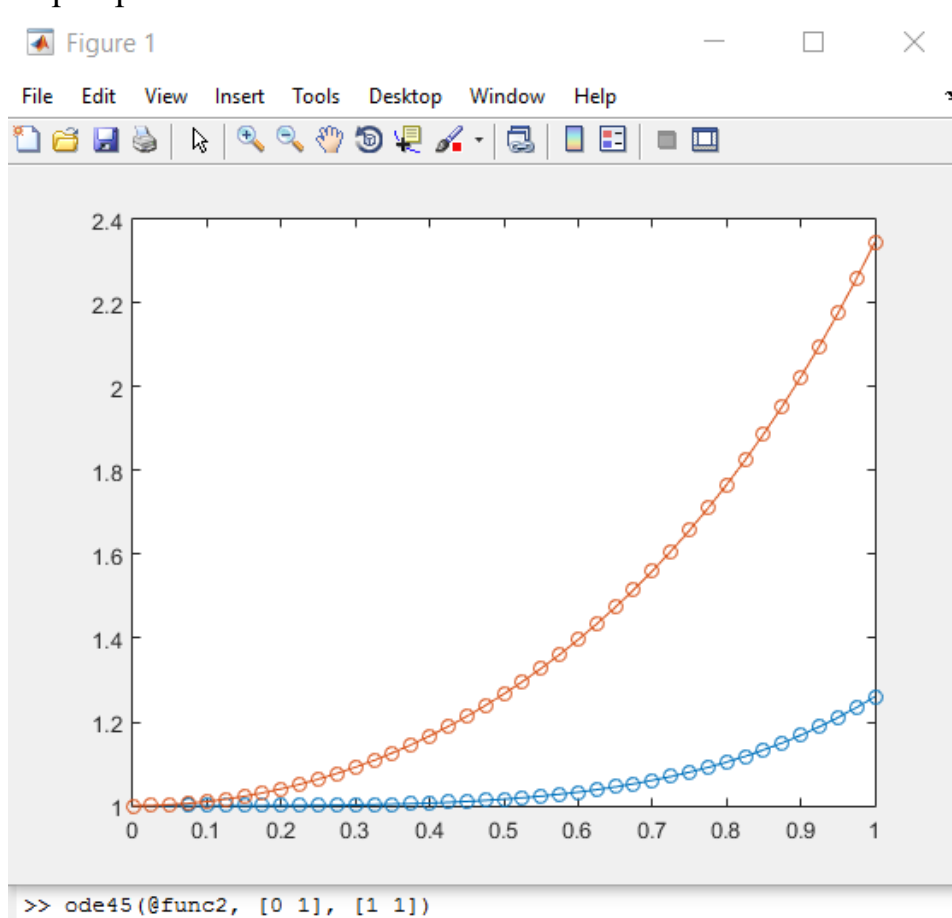 Figure 1
File Edit View Insert Tools Desktop Window Help
2.4
2.2
2
1.8
1.6
1.4
1.2
1
0 0.1 0.2 0.3 0.4 0.5 0.6 0.7 0.8 0.9 1
>> ode45(@func2, [0 1], [1 1])